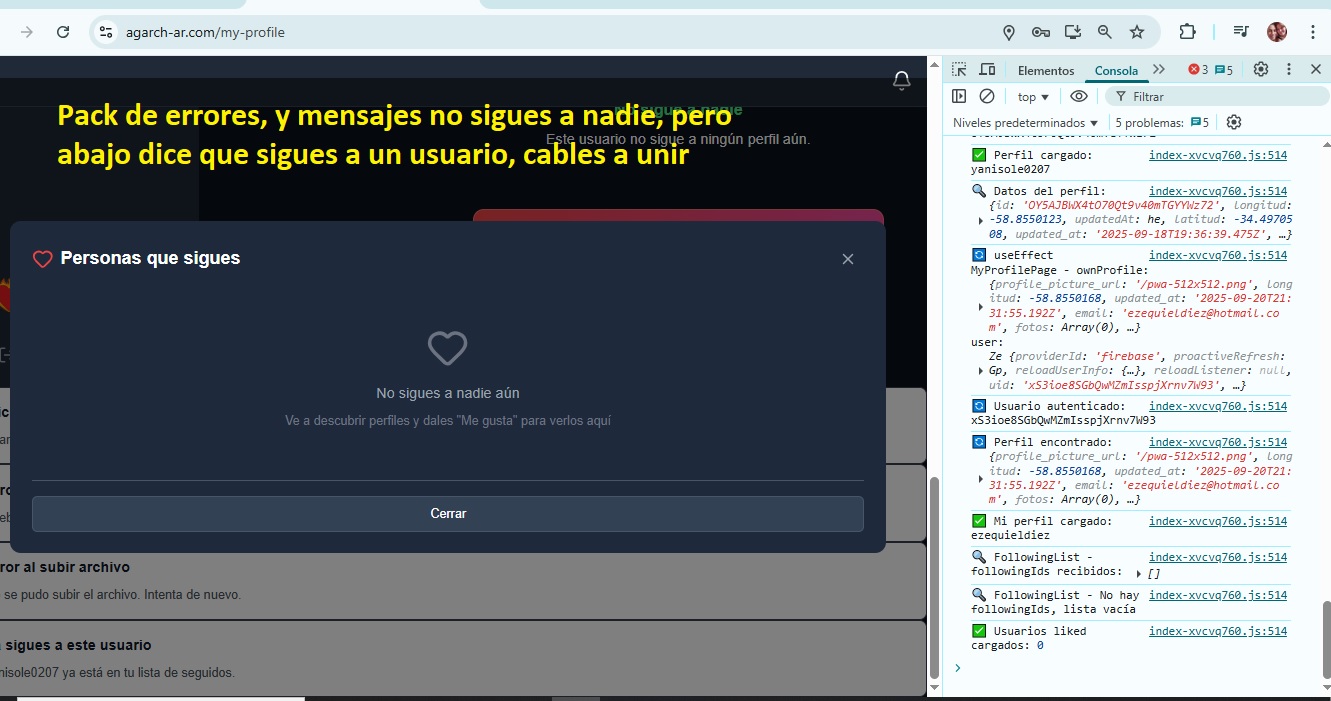 agarch-ar.com/my-profile
Elementos
Consola
3
5
top
Filtrar
Niveles predeterminados
5 problemas:
5
No sigue a nadie
Este usuario no sigue a ningún perfil aún.
Pack de errores, y mensajes no sigues a nadie, pero
abajo dice que sigues a un usuario, cables a unir
Personas que sigues
No sigues a nadie aún
Ve a descubrir perfiles y dales "Me gusta" para verlos aquí
Cerrar
ror al subir archivo
se pudo subir el archivo. Intenta de nuevo.
sigues a este usuario
nisole0207 ya está en tu lista de seguidos.
Perfil cargado: index-xvcvq760.js:514
yanisole0207
Datos del perfil: index-xvcvq760.js:514
{id: 'OY5AJBWX4tO70Qt9v40mTGYYWz72', longitud:
-58.8550123, updatedAt: he, latitud: -34.49705
08, updated_at: '2025-09-18T19:36:39.475Z', …}
useEffect index-xvcvq760.js:514
MyProfilePage - ownProfile:
{profile_picture_url: '/pwa-512x512.png', long
itud: -58.8550168, updated_at: '2025-09-20T21:
31:55.192Z', email: 'ezequieldiez@hotmail.co
m', fotos: Array(0), …}
user:
Ze {providerId: 'firebase', proactiveRefresh:
Gp, reloadUserInfo: {…}, reloadListener: null,
uid: 'xS3ioe8SGbQwMZmIsspjXrnv7W93', …}
Usuario autenticado: index-xvcvq760.js:514
xS3ioe8SGbQwMZmIsspjXrnv7W93
Perfil encontrado: index-xvcvq760.js:514
{profile_picture_url: '/pwa-512x512.png', long
itud: -58.8550168, updated_at: '2025-09-20T21:
31:55.192Z', email: 'ezequieldiez@hotmail.co
m', fotos: Array(0), …}
Mi perfil cargado: index-xvcvq760.js:514
ezequieldiez
FollowingList - index-xvcvq760.js:514
followingIds recibidos: []
FollowingList - No hay index-xvcvq760.js:514
followingIds, lista vacía
Usuarios liked index-xvcvq760.js:514
cargados: 0